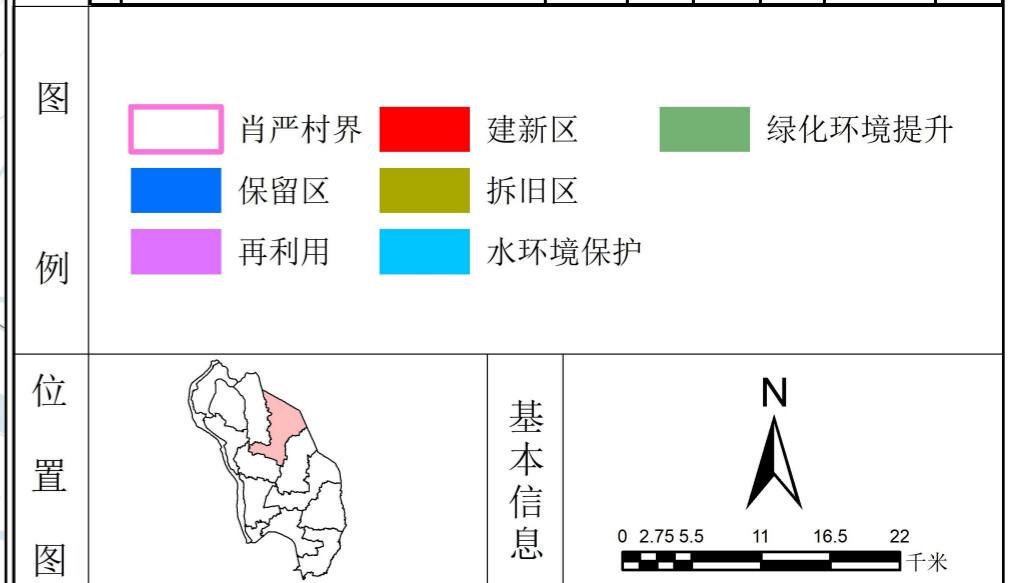 图例
肖严村界 建新区 绿化环境提升
保留区 拆旧区
再利用 水环境保护
位置图
基本信息
N
0 2.75 5.5 11 16.5 22
千米